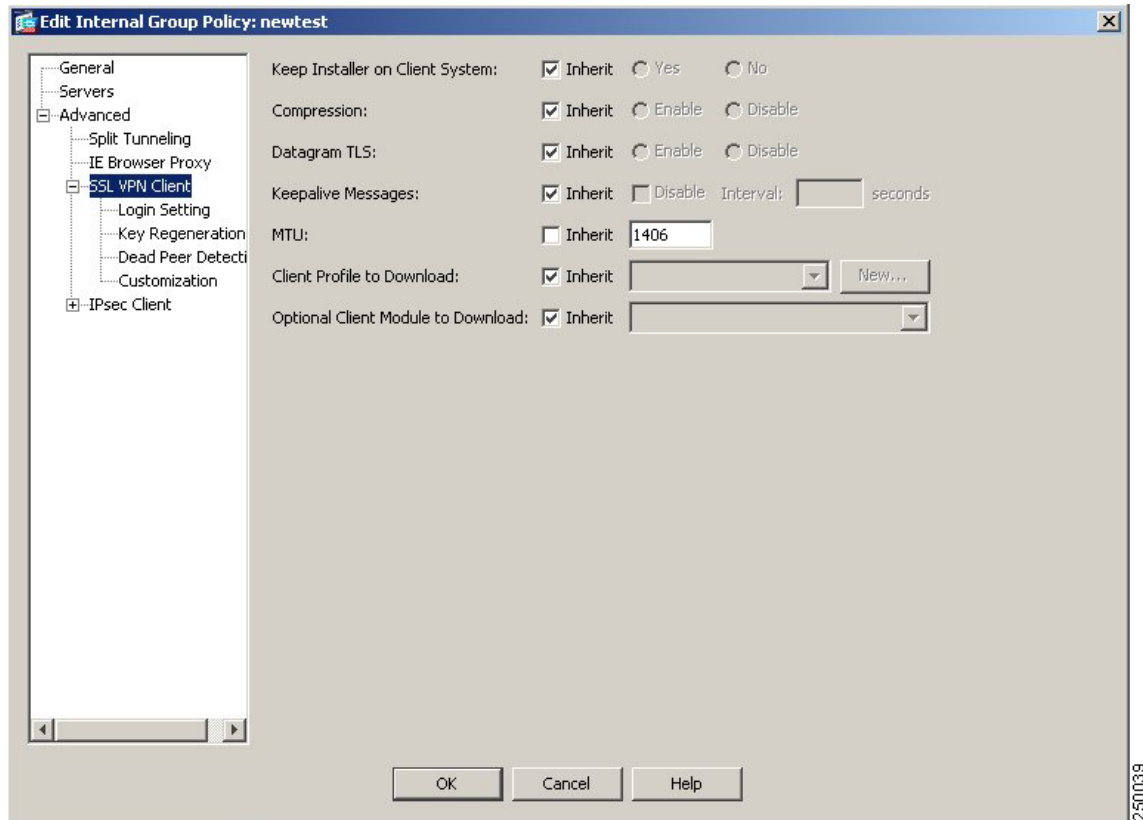 Edit Internal Group Policy: newtest
General
Servers
Advanced
Split Tunneling
IE Browser Proxy
SSL VPN Client
Login Setting
Key Regeneration
Dead Peer Detecti
Customization
IPsec Client
Keep Installer on Client System: Inherit Yes No
Compression: Inherit Enable Disable
Datagram TLS: Inherit Enable Disable
Keepalive Messages: Inherit Disable Interval: seconds
MTU: Inherit 1406
Client Profile to Download: Inherit New...
Optional Client Module to Download: Inherit
OK Cancel Help
250039